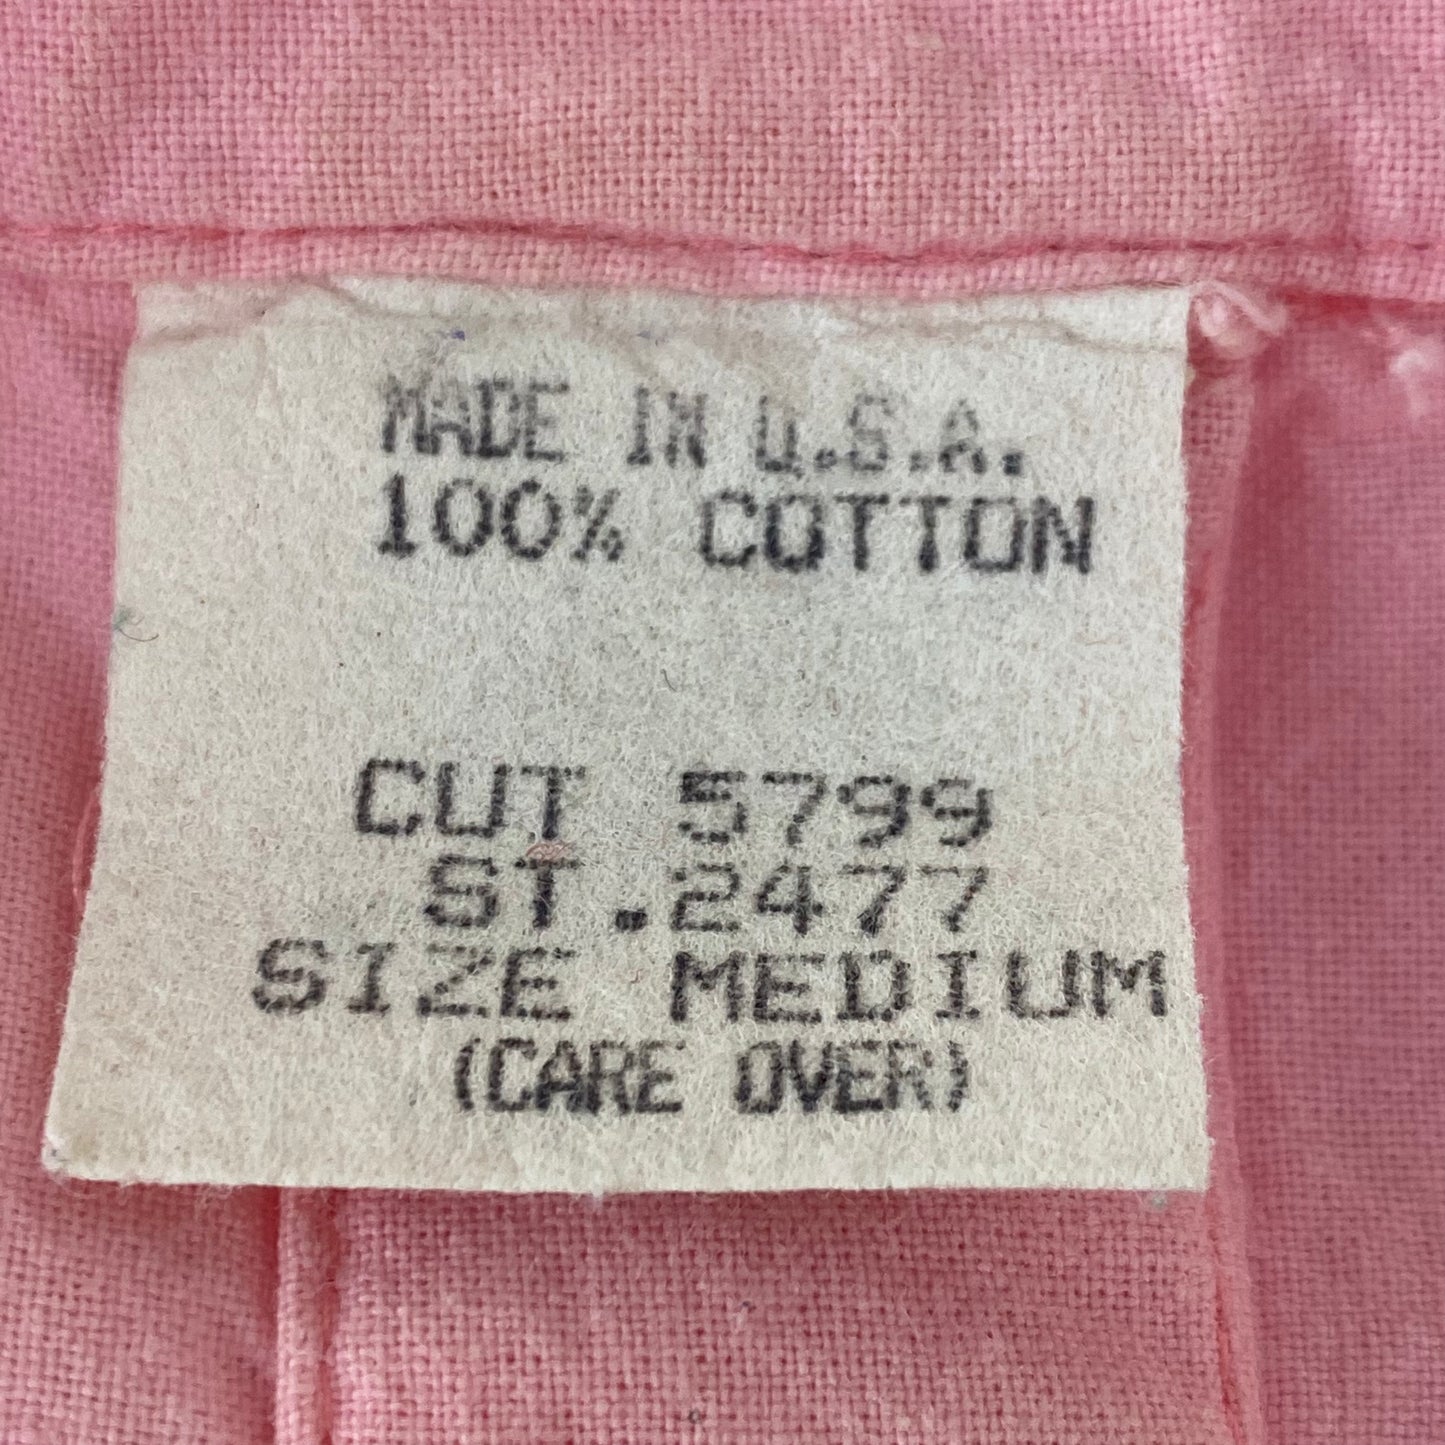 MADE IN U.S.A.
100% COTTON
CUT 5799
ST.2477
SIZE MEDIUM
(CARE OVER)